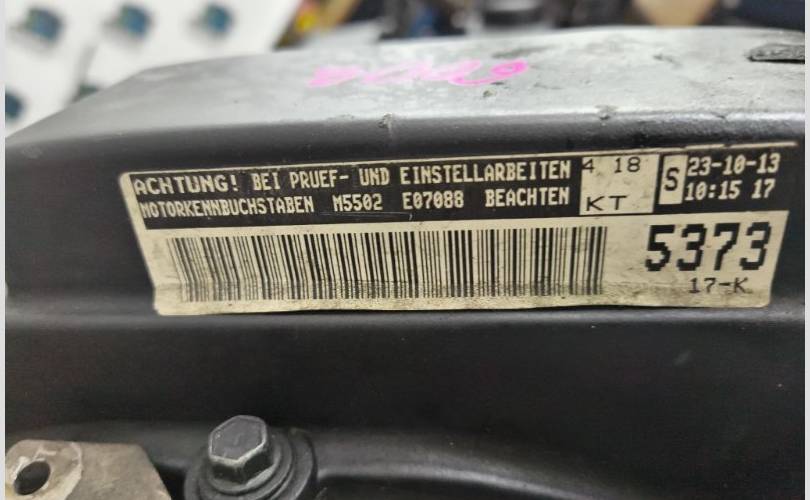 ACHTUNG! BEI PRUEF- UND EINSTELLARBEITEN
MOTORKENNBUCHSTABEN M5502 E07088 BEACHTEN
4 18
KT
S
23-10-13
10:15 17
5373
17-K